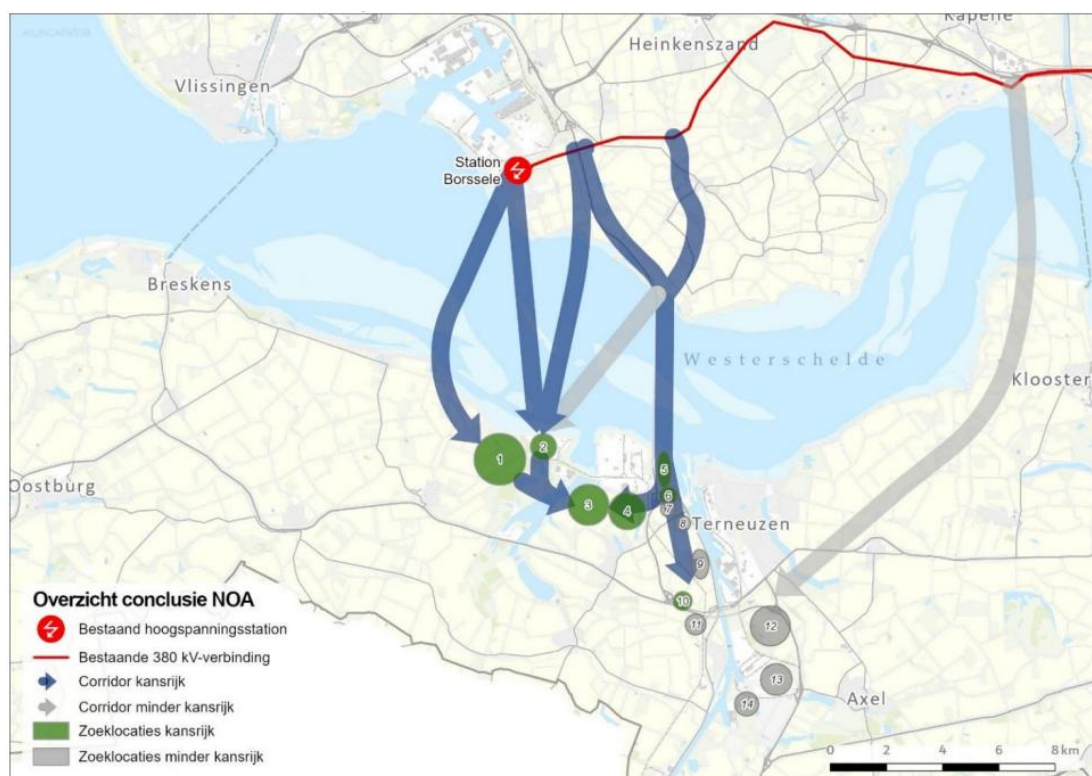 Kapelle
Heinkenszand
Vlissingen
Station
Borssele
Breskens
Westerschelde
Klooster
Oostburg
1
2
3
4
5
6
7
8
Terneuzen
9
10
11
12
13
14
Axel
Overzicht conclusie NOA
Bestaand hoogspanningsstation
Bestaande 380 kV-verbinding
Corridor kansrijk
Corridor minder kansrijk
Zoeklocaties kansrijk
Zoeklocaties minder kansrijk
0 2 4 6 8 km